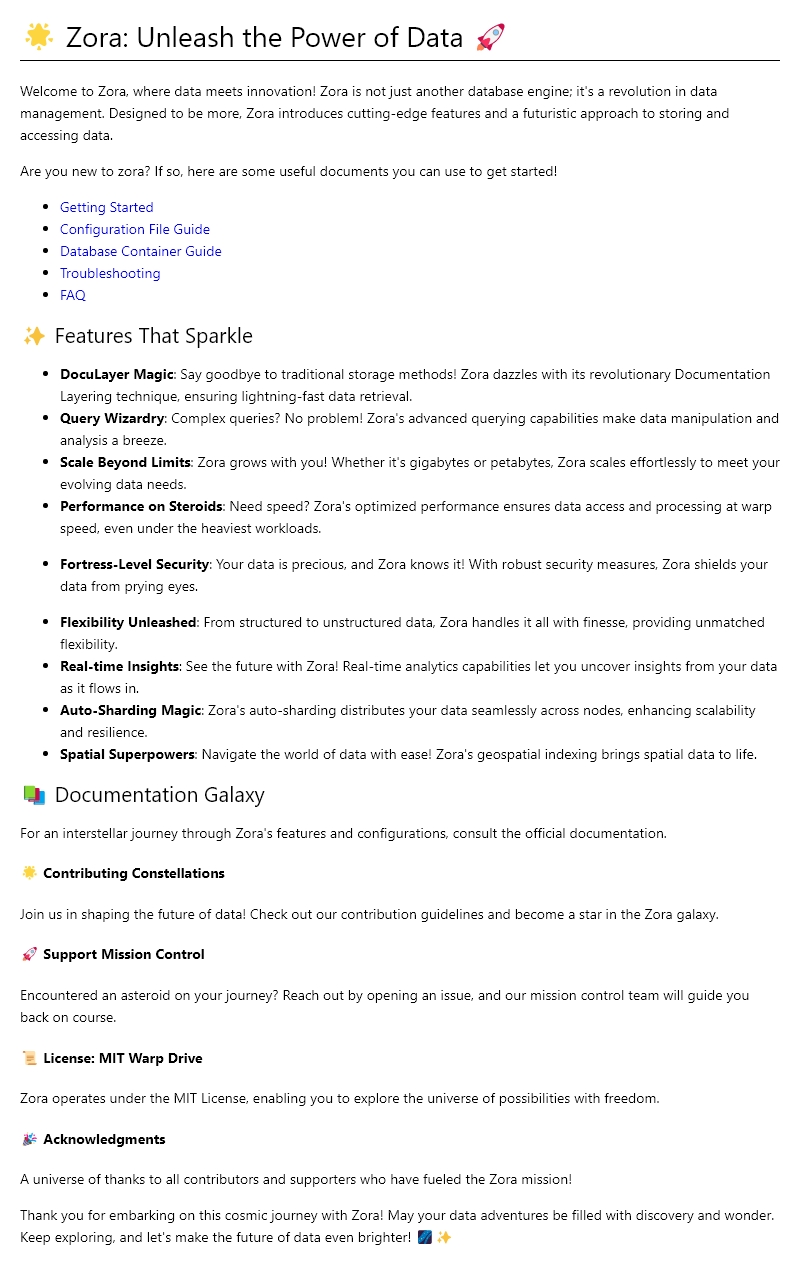 🌟 Zora: Unleash the Power of Data 🚀
Welcome to Zora, where data meets innovation! Zora is not just another database engine; it's a revolution in data
management. Designed to be more, Zora introduces cutting-edge features and a futuristic approach to storing and
accessing data.
Are you new to zora? If so, here are some useful documents you can use to get started!
• Getting Started
• Configuration File Guide
• Database Container Guide
• Troubleshooting
• FAQ
✨ Features That Sparkle
• DocuLayer Magic: Say goodbye to traditional storage methods! Zora dazzles with its revolutionary Documentation
Layering technique, ensuring lightning-fast data retrieval.
• Query Wizardry: Complex queries? No problem! Zora's advanced querying capabilities make data manipulation and
analysis a breeze.
• Scale Beyond Limits: Zora grows with you! Whether it's gigabytes or petabytes, Zora scales effortlessly to meet your
evolving data needs.
• Performance on Steroids: Need speed? Zora's optimized performance ensures data access and processing at warp
speed, even under the heaviest workloads.
• Fortress-Level Security: Your data is precious, and Zora knows it! With robust security measures, Zora shields your
data from prying eyes.
• Flexibility Unleashed: From structured to unstructured data, Zora handles it all with finesse, providing unmatched
flexibility.
• Real-time Insights: See the future with Zora! Real-time analytics capabilities let you uncover insights from your data
as it flows in.
• Auto-Sharding Magic: Zora's auto-sharding distributes your data seamlessly across nodes, enhancing scalability
and resilience.
• Spatial Superpowers: Navigate the world of data with ease! Zora's geospatial indexing brings spatial data to life.
📚 Documentation Galaxy
For an interstellar journey through Zora's features and configurations, consult the official documentation.
🌟 Contributing Constellations
Join us in shaping the future of data! Check out our contribution guidelines and become a star in the Zora galaxy.
🚀 Support Mission Control
Encountered an asteroid on your journey? Reach out by opening an issue, and our mission control team will guide you
back on course.
📜 License: MIT Warp Drive
Zora operates under the MIT License, enabling you to explore the universe of possibilities with freedom.
🎉 Acknowledgments
A universe of thanks to all contributors and supporters who have fueled the Zora mission!
Thank you for embarking on this cosmic journey with Zora! May your data adventures be filled with discovery and wonder.
Keep exploring, and let's make the future of data even brighter! 🌌✨